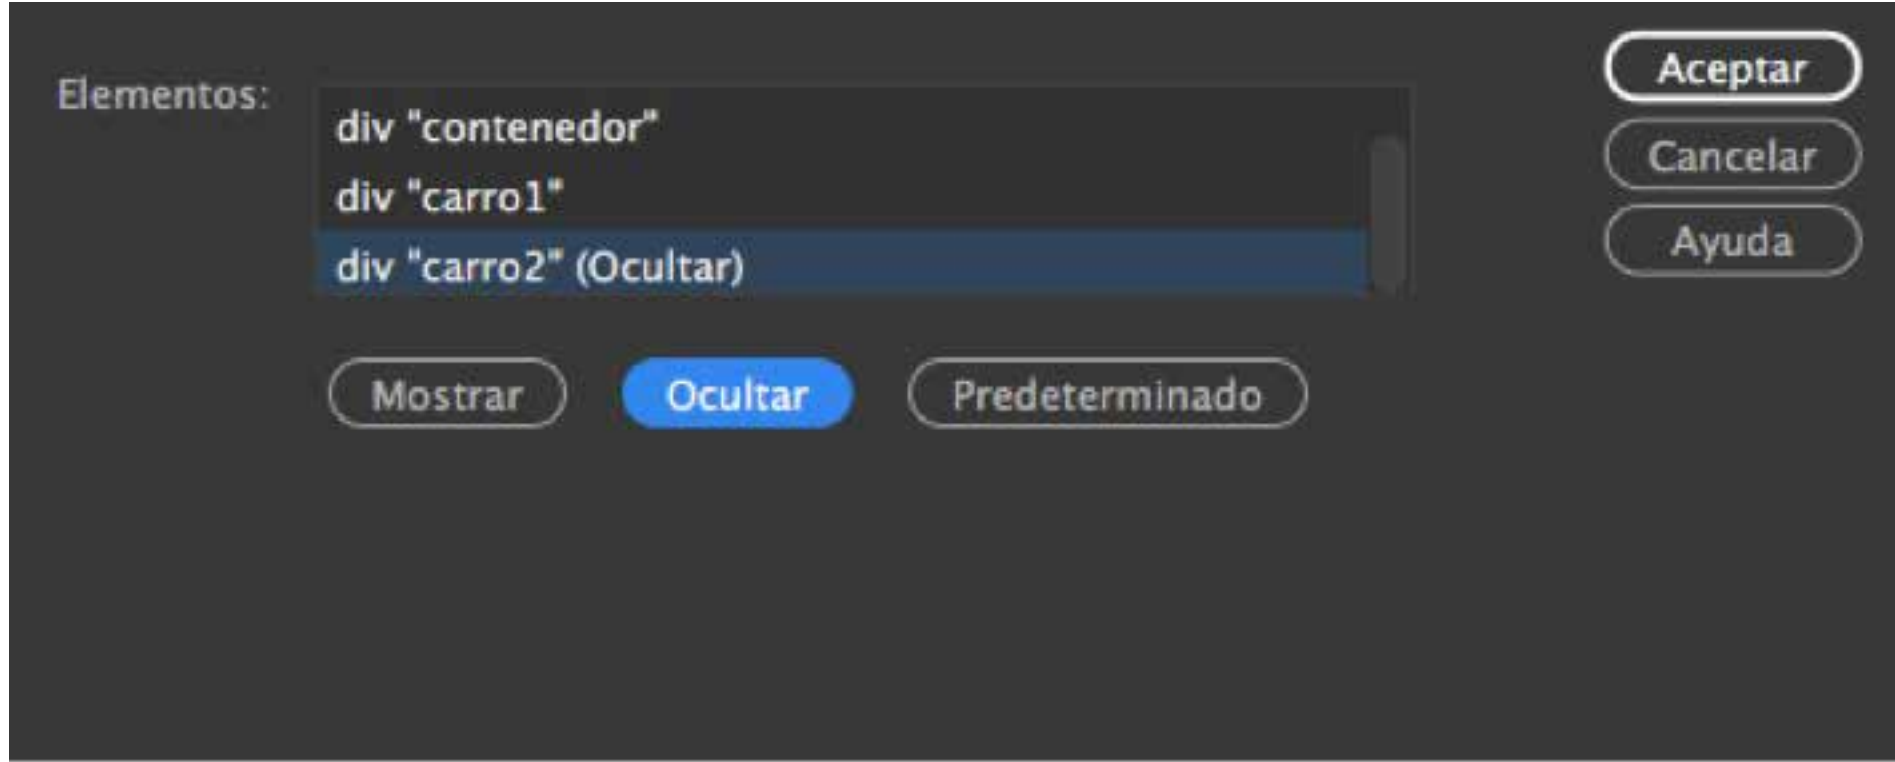 Elementos:
div "contenedor"
div "carro1"
div "carro2" (Ocultar)
Mostrar
Ocultar
Predeterminado
Aceptar
Cancelar
Ayuda